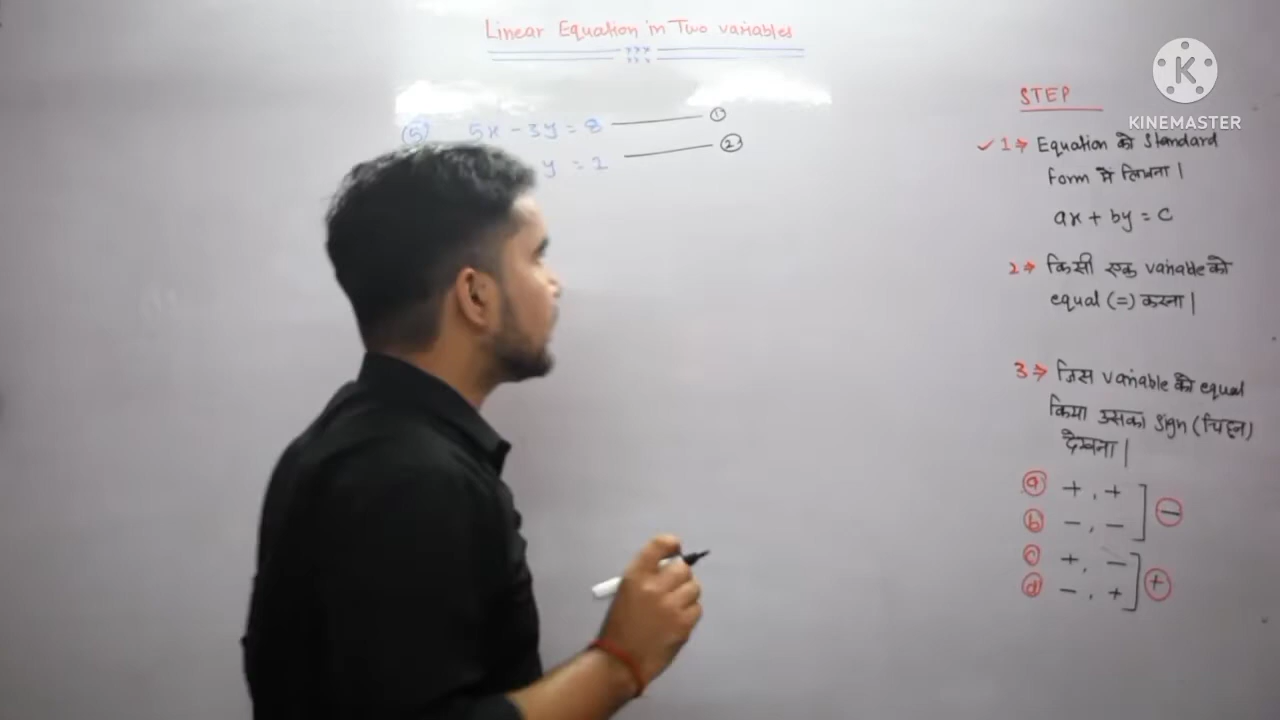 Linear Equation in Two variables
(5) 5x - 3y = 8 ①
y = 1 ②
STEP
✓ 1 ⇒ Equation को Standard
form में लिखना |
ax + by = c
2 ⇒ किसी एक variable को
equal (=) करना |
3 ⇒ जिस variable को equal
किया उसका sign (चिह्न)
देखना |
ⓐ + , +
ⓑ - , - ] ⊖
ⓒ + , -
ⓓ - , + ] ⊕
KINEMASTER